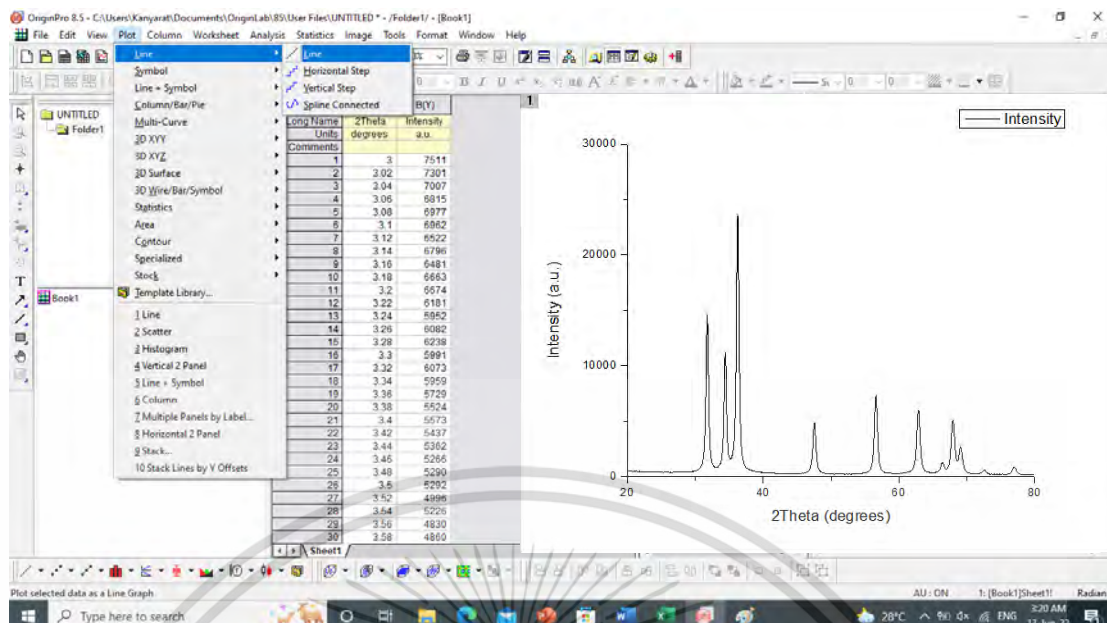 OriginPro 8.5 - C:\Users\Kanyarat\Documents\OriginLab\85\User Files\UNTITLED * - /Folder1/ - [Book1]
File Edit View Plot Column Worksheet Analysis Statistics Image Tools Format Window Help
Line
Symbol
Line + Symbol
Column/Bar/Pie
Multi-Curve
3D XYY
3D XYZ
3D Surface
3D Wire/Bar/Symbol
Statistics
Area
Contour
Specialized
Stock
Template Library...
1 Line
2 Scatter
3 Histogram
4 Vertical 2 Panel
5 Line + Symbol
6 Column
7 Multiple Panels by Label...
8 Horizontal 2 Panel
9 Stack...
10 Stack Lines by Y Offsets
Line
Horizontal Step
Vertical Step
Spline Connected
UNTITLED
Folder1
Book1
B(Y)
Long Name 2Theta Intensity
Units degrees a.u.
Comments
1 3 7511
2 3.02 7301
3 3.04 7007
4 3.06 6815
5 3.08 6977
6 3.1 6962
7 3.12 6522
8 3.14 6796
9 3.16 6481
10 3.18 6663
11 3.2 6674
12 3.22 6181
13 3.24 5952
14 3.26 6082
15 3.28 6238
16 3.3 5991
17 3.32 6073
18 3.34 5959
19 3.36 5729
20 3.38 5524
21 3.4 5573
22 3.42 5437
23 3.44 5362
24 3.46 5266
25 3.48 5290
26 3.5 5292
27 3.52 4996
28 3.54 5226
29 3.56 4830
30 3.58 4860
Sheet1
1
Intensity
30000
20000
10000
0
Intensity (a.u.)
20 40 60 80
2Theta (degrees)
Plot selected data as a Line Graph
AU : ON 1: [Book1]Sheet1! Radian
Type here to search
28°C ENG 3:20 AM